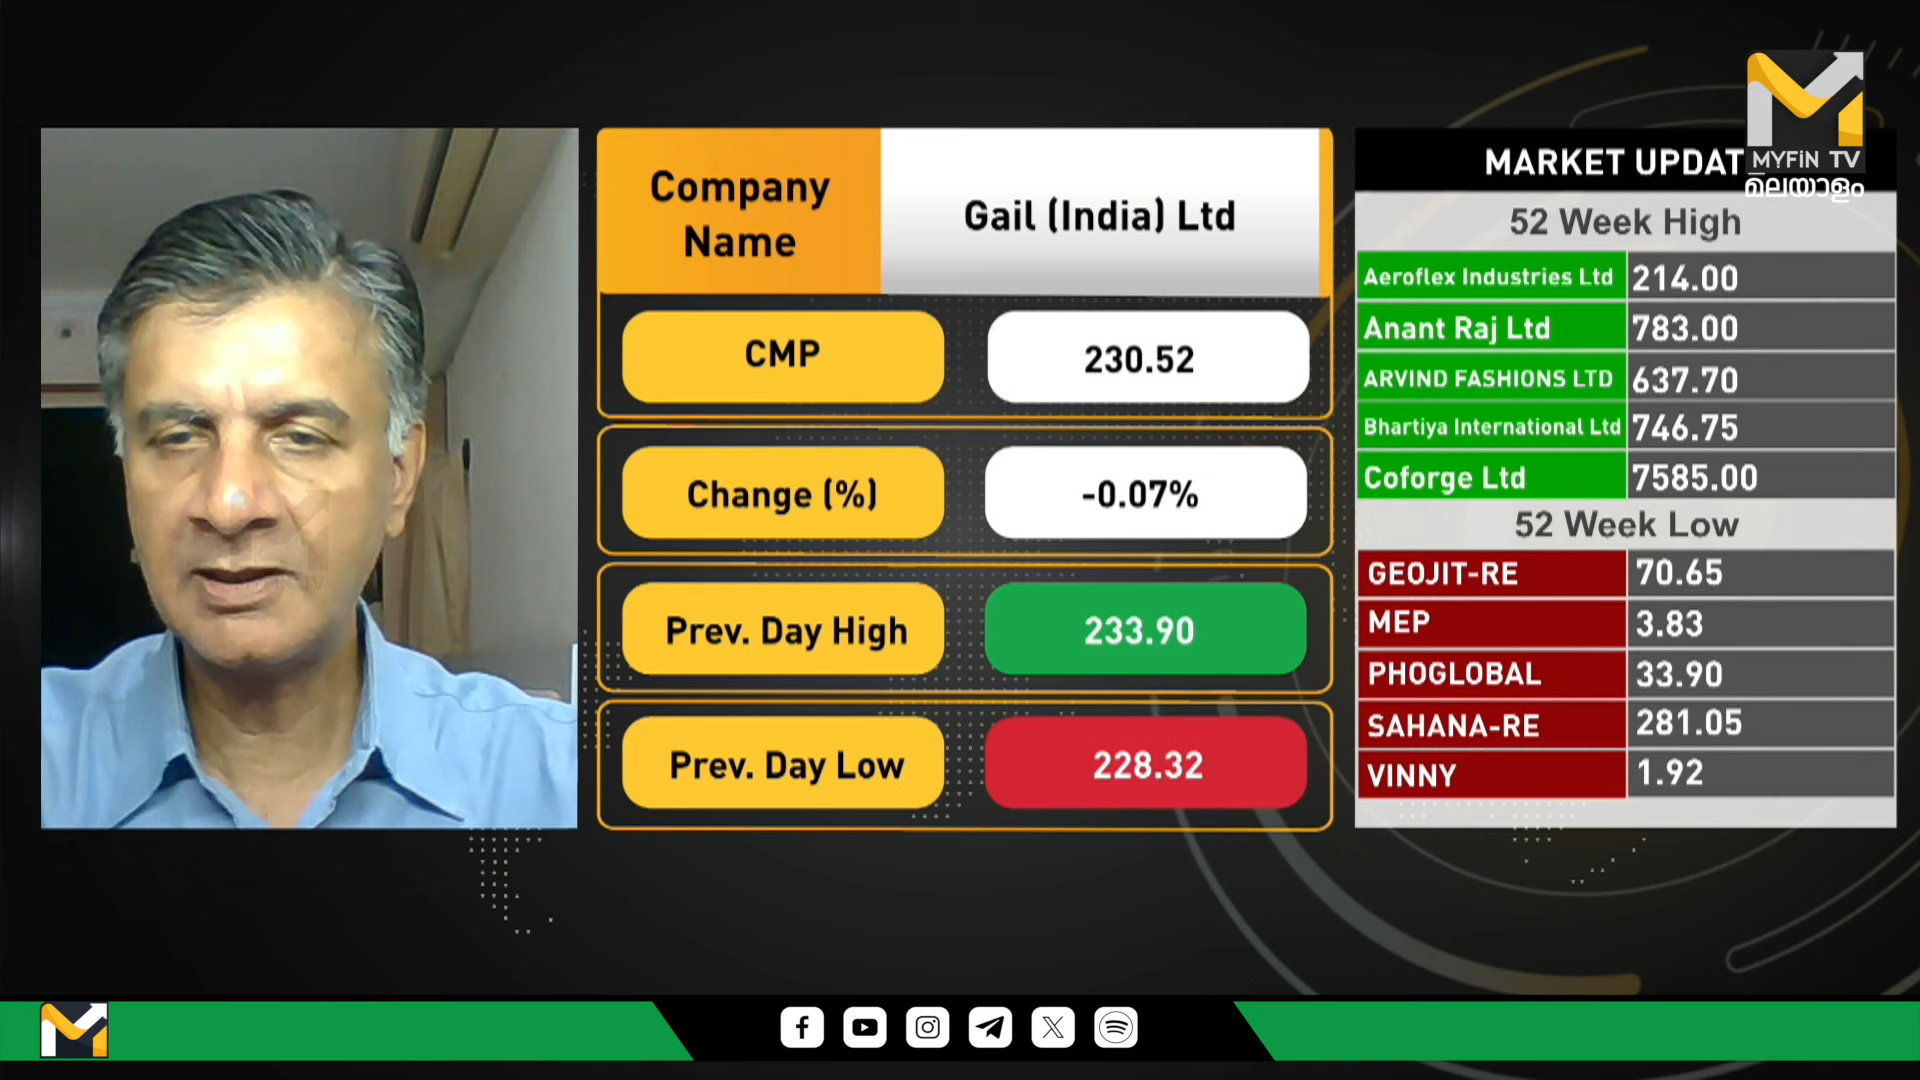 Company
Name
Gail (India) Ltd
CMP
230.52
Change (%)
-0.07%
Prev. Day High
233.90
Prev. Day Low
228.32
MARKET UPDAT
MYFiN TV
മലയാളം
52 Week High
Aeroflex Industries Ltd 214.00
Anant Raj Ltd 783.00
ARVIND FASHIONS LTD 637.70
Bhartiya International Ltd 746.75
Coforge Ltd 7585.00
52 Week Low
GEOJIT-RE 70.65
MEP 3.83
PHOGLOBAL 33.90
SAHANA-RE 281.05
VINNY 1.92